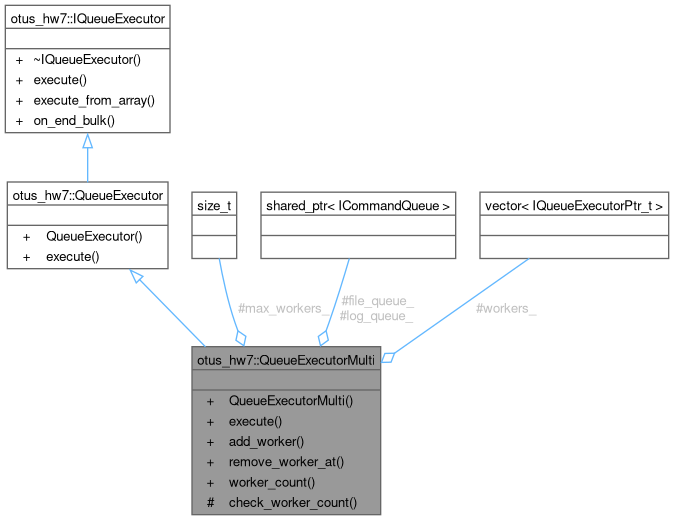 otus_hw7::IQueueExecutor
+ ~IQueueExecutor()
+ execute()
+ execute_from_array()
+ on_end_bulk()
otus_hw7::QueueExecutor
+ QueueExecutor()
+ execute()
size_t
shared_ptr< ICommandQueue >
vector< IQueueExecutorPtr_t >
#max_workers_
#file_queue_
#log_queue_
#workers_
otus_hw7::QueueExecutorMulti
+ QueueExecutorMulti()
+ execute()
+ add_worker()
+ remove_worker_at()
+ worker_count()
# check_worker_count()